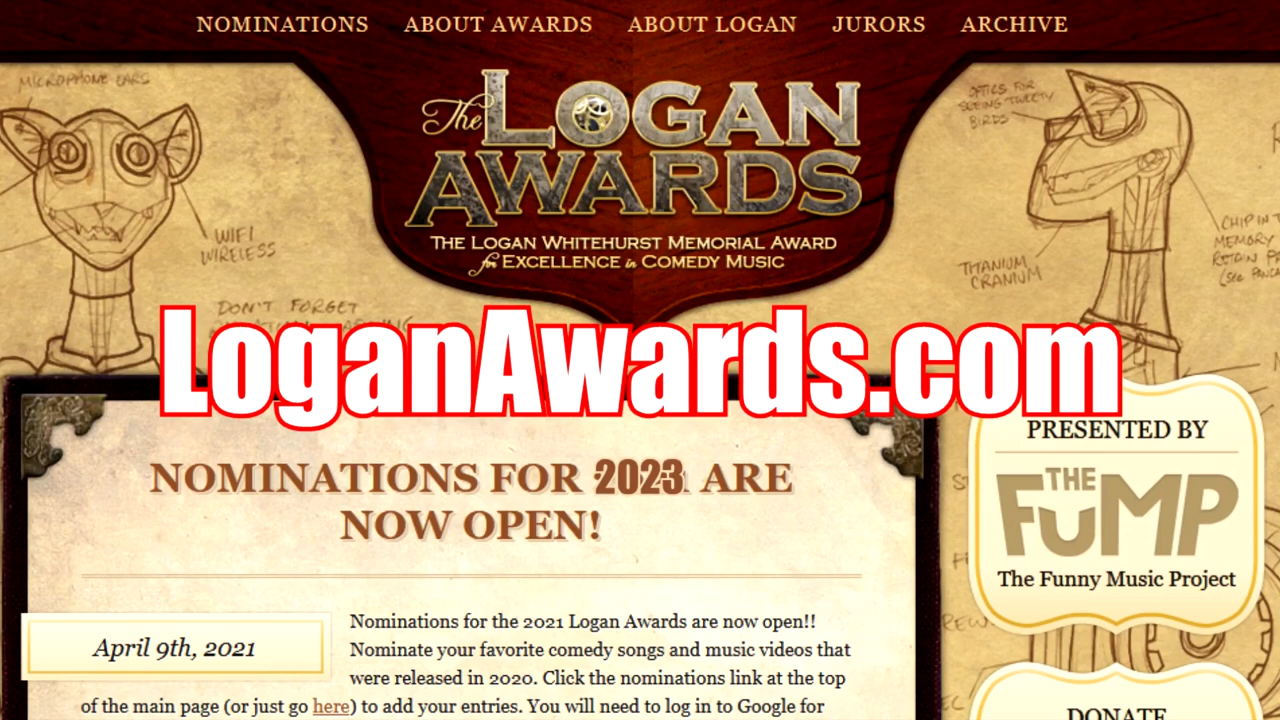 NOMINATIONS ABOUT AWARDS ABOUT LOGAN JURORS ARCHIVE
MICROPHONE EARS
OPTICS FOR
SEEING TWEETY
BIRDS
The LOGAN
AWARDS
THE LOGAN WHITEHURST MEMORIAL AWARD
for EXCELLENCE in COMEDY MUSIC
WIFI
WIRELESS
CHIP IN T
MEMORY
RETAIN
TITANIUM
CRANIUM
DON'T FORGET
LoganAwards.com
PRESENTED BY
THE
FuMP
The Funny Music Project
NOMINATIONS FOR 2023 ARE
NOW OPEN!
April 9th, 2021
Nominations for the 2021 Logan Awards are now open!!
Nominate your favorite comedy songs and music videos that
were released in 2020. Click the nominations link at the top
of the main page (or just go here) to add your entries. You will need to log in to Google for
DONATE